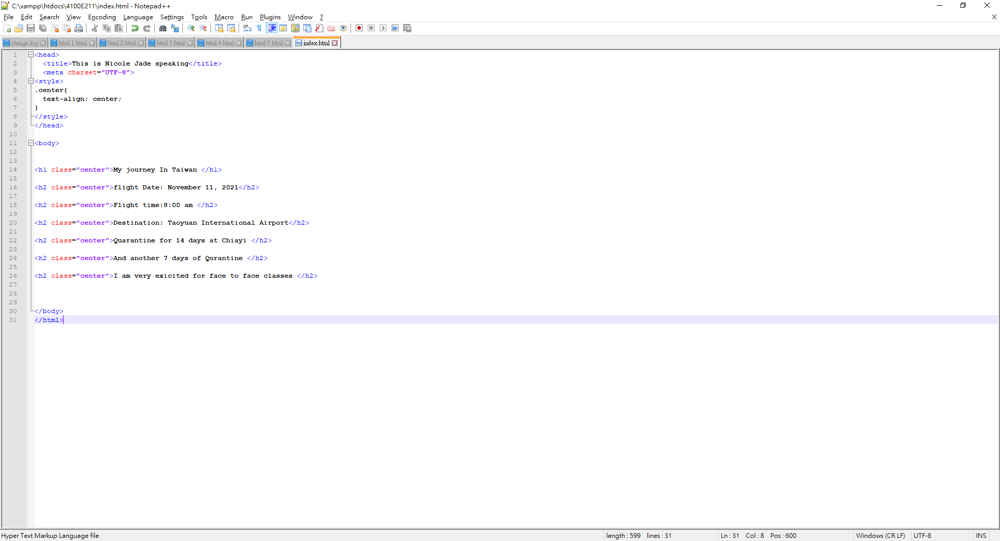 C:\xampp\htdocs\4100E211\index.html - Notepad++
File Edit Search View Encoding Language Settings Tools Macro Run Plugins Window ? X
change.log html 1.html html 2.html html 3.html html 4.html html 5.html index.html
1 <head>
2 <title>This is Nicole Jade speaking</title>
3 <meta charset="UTF-8">
4 <style>
5 .center{
6 text-align: center;
7 }
8 </style>
9 </head>
10
11 <body>
12
13
14 <h1 class="center">My journey In Taiwan </h1>
15
16 <h2 class="center">flight Date: November 11, 2021</h2>
17
18 <h2 class="center">Flight time:8:00 am </h2>
19
20 <h2 class="center">Destination: Taoyuan International Airport</h2>
21
22 <h2 class="center">Quarantine for 14 days at Chiayi </h2>
23
24 <h2 class="center">And another 7 days of Qurantine </h2>
25
26 <h2 class="center">I am very exicited for face to face classes </h2>
27
28
29
30 </body>
31 </html>
Hyper Text Markup Language file length : 599 lines : 31 Ln : 31 Col : 8 Pos : 600 Windows (CR LF) UTF-8 INS